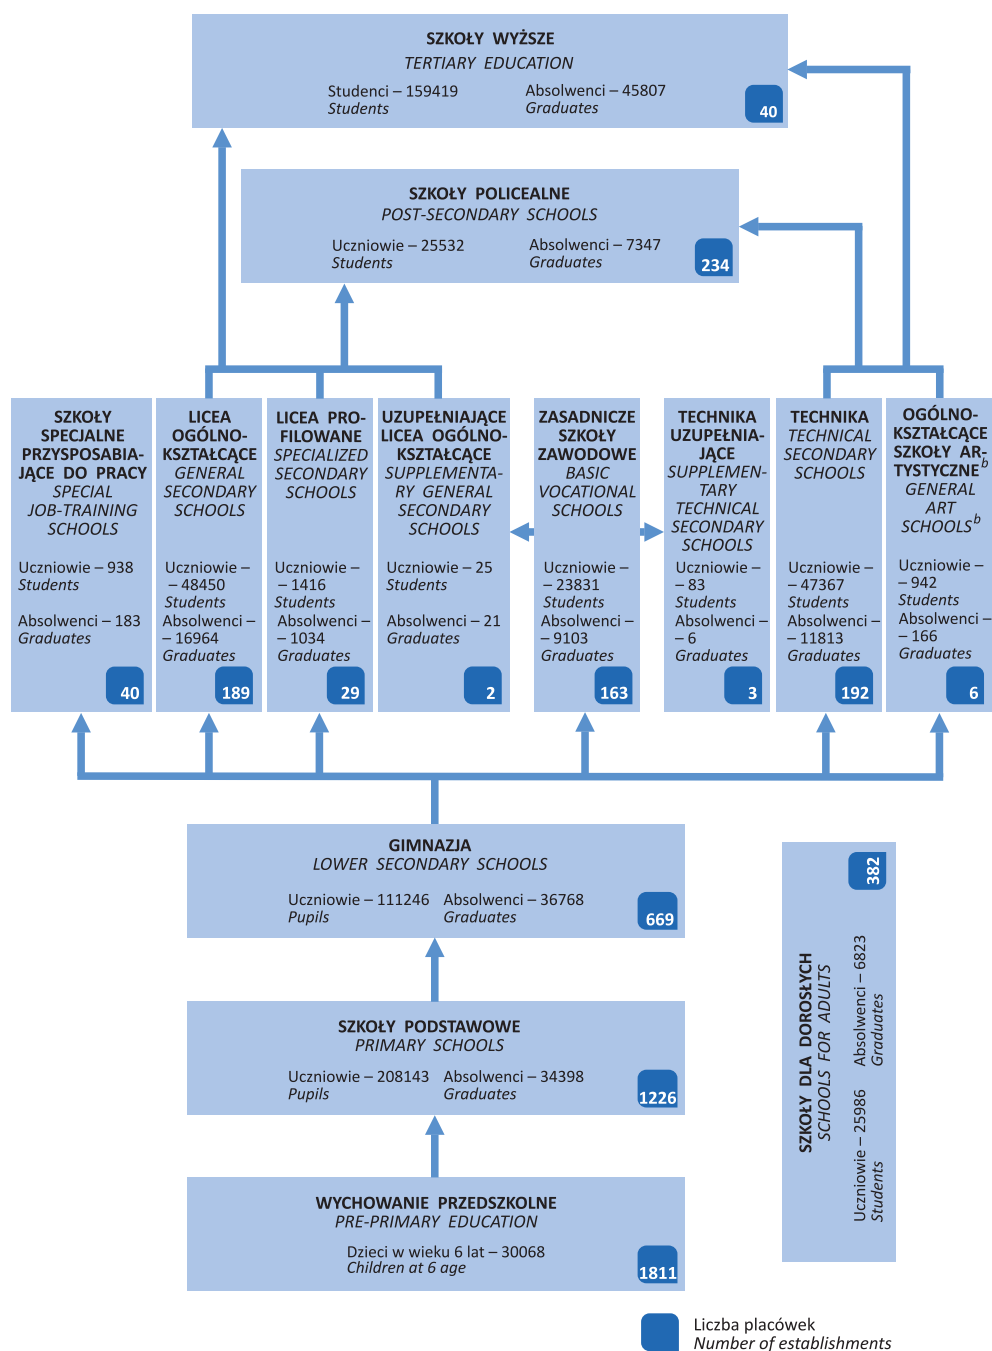 SZKOŁY WYŻSZE
TERTIARY EDUCATION
Studenci – 159419
Students
Absolwenci – 45807
Graduates
40
SZKOŁY POLICEALNE
POST-SECONDARY SCHOOLS
Uczniowie – 25532
Students
Absolwenci – 7347
Graduates
234
SZKOŁY
SPECJALNE
PRZYSPOSABIA-
JĄCE DO PRACY
SPECIAL
JOB-TRAINING
SCHOOLS
Uczniowie – 938
Students
Absolwenci – 183
Graduates
40
LICEA
OGÓLNO-
KSZTAŁCĄCE
GENERAL
SECONDARY
SCHOOLS
Uczniowie –
– 48450
Students
Absolwenci –
– 16964
Graduates
189
LICEA PRO-
FILOWANE
SPECIALIZED
SECONDARY
SCHOOLS
Uczniowie –
– 1416
Students
Absolwenci –
– 1034
Graduates
29
UZUPEŁNIAJĄCE
LICEA OGÓLNO-
KSZTAŁCĄCE
SUPPLEMENTA-
RY GENERAL
SECONDARY
SCHOOLS
Uczniowie – 25
Students
Absolwenci – 21
Graduates
2
ZASADNICZE
SZKOŁY
ZAWODOWE
BASIC
VOCATIONAL
SCHOOLS
Uczniowie –
– 23831
Students
Absolwenci –
– 9103
Graduates
163
TECHNIKA
UZUPEŁNIA-
JĄCE
SUPPLEMEN-
TARY
TECHNICAL
SECONDARY
SCHOOLS
Uczniowie –
– 83
Students
Absolwenci –
– 6
Graduates
3
TECHNIKA
TECHNICAL
SECONDARY
SCHOOLS
Uczniowie –
– 47367
Students
Absolwenci –
– 11813
Graduates
192
OGÓLNO-
KSZTAŁCĄCE
SZKOŁY AR-
TYSTYCZNE b
GENERAL
ART
SCHOOLS b
Uczniowie –
– 942
Students
Absolwenci –
– 166
Graduates
6
GIMNAZJA
LOWER SECONDARY SCHOOLS
Uczniowie – 111246
Pupils
Absolwenci – 36768
Graduates
669
SZKOŁY PODSTAWOWE
PRIMARY SCHOOLS
Uczniowie – 208143
Pupils
Absolwenci – 34398
Graduates
1226
WYCHOWANIE PRZEDSZKOLNE
PRE-PRIMARY EDUCATION
Dzieci w wieku 6 lat – 30068
Children at 6 age
1811
SZKOŁY DLA DOROSŁYCH
SCHOOLS FOR ADULTS
Uczniowie – 25986
Students
Absolwenci – 6823
Graduates
382
Liczba placówek
Number of establishments